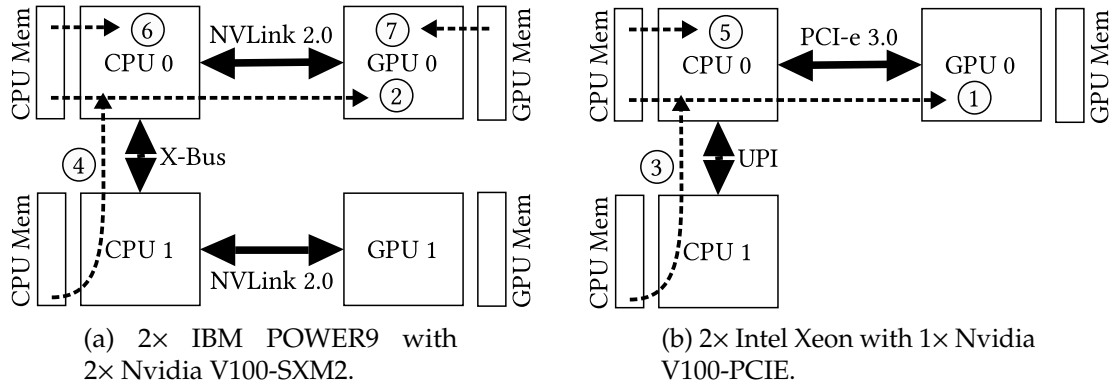 CPU Mem
⑥
CPU 0
NVLink 2.0
⑦
GPU 0
②
GPU Mem
④
X-Bus
CPU Mem
CPU 1
NVLink 2.0
GPU 1
GPU Mem
(a) 2× IBM POWER9 with
2× Nvidia V100-SXM2.
CPU Mem
⑤
CPU 0
PCI-e 3.0
GPU 0
①
GPU Mem
③
UPI
CPU Mem
CPU 1
(b) 2× Intel Xeon with 1× Nvidia
V100-PCIE.